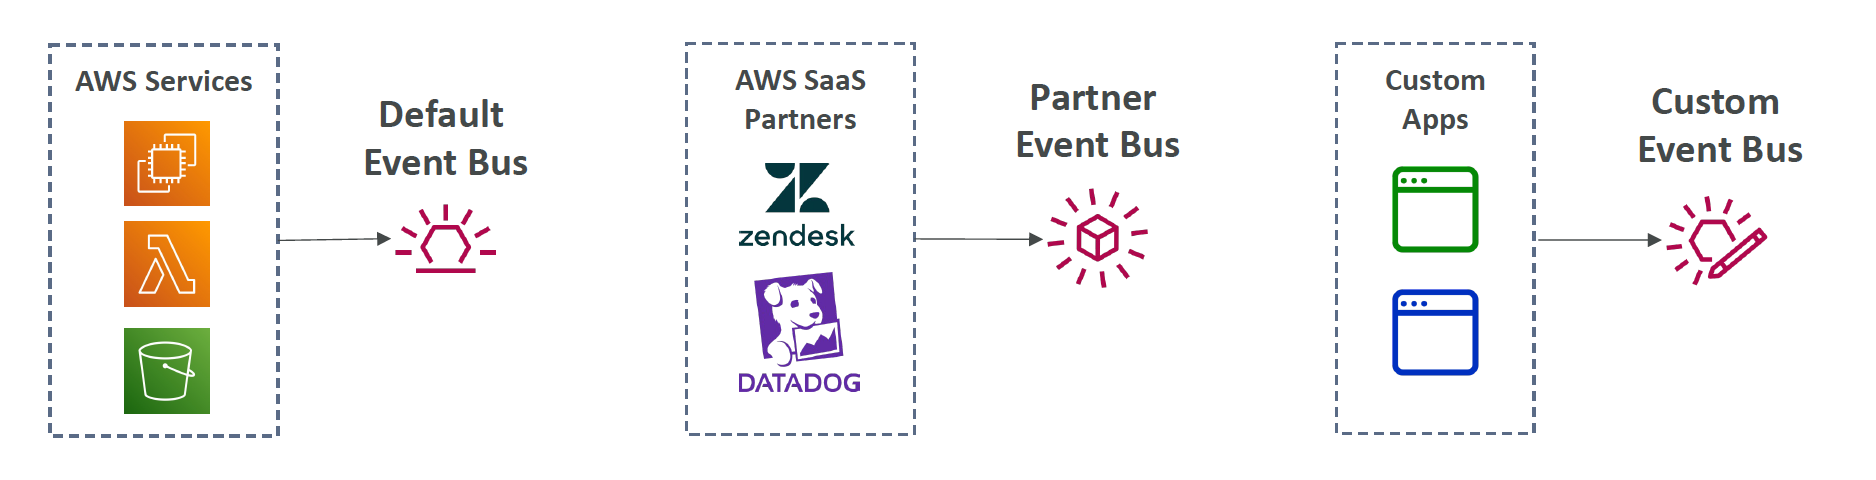 AWS Services
Default
Event Bus
AWS SaaS
Partners
zendesk
DATADOG
Partner
Event Bus
Custom
Apps
Custom
Event Bus